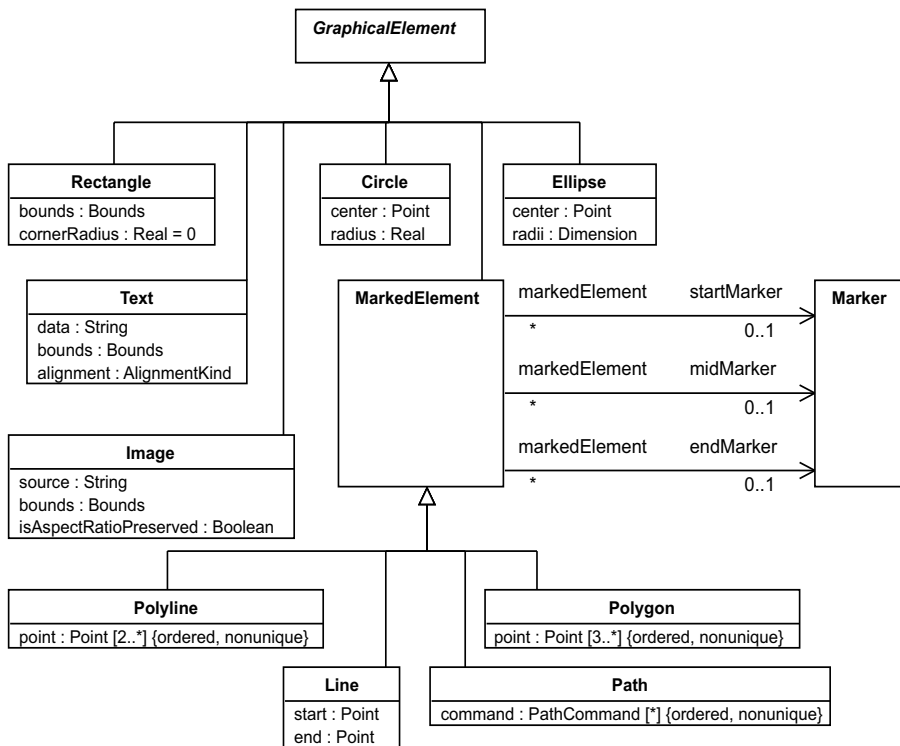 GraphicalElement
Rectangle
bounds : Bounds
cornerRadius : Real = 0
Circle
center : Point
radius : Real
Ellipse
center : Point
radii : Dimension
Text
data : String
bounds : Bounds
alignment : AlignmentKind
MarkedElement
markedElement startMarker
* 0..1
markedElement midMarker
* 0..1
markedElement endMarker
* 0..1
Marker
Image
source : String
bounds : Bounds
isAspectRatioPreserved : Boolean
Polyline
point : Point [2..*] {ordered, nonunique}
Polygon
point : Point [3..*] {ordered, nonunique}
Line
start : Point
end : Point
Path
command : PathCommand [*] {ordered, nonunique}